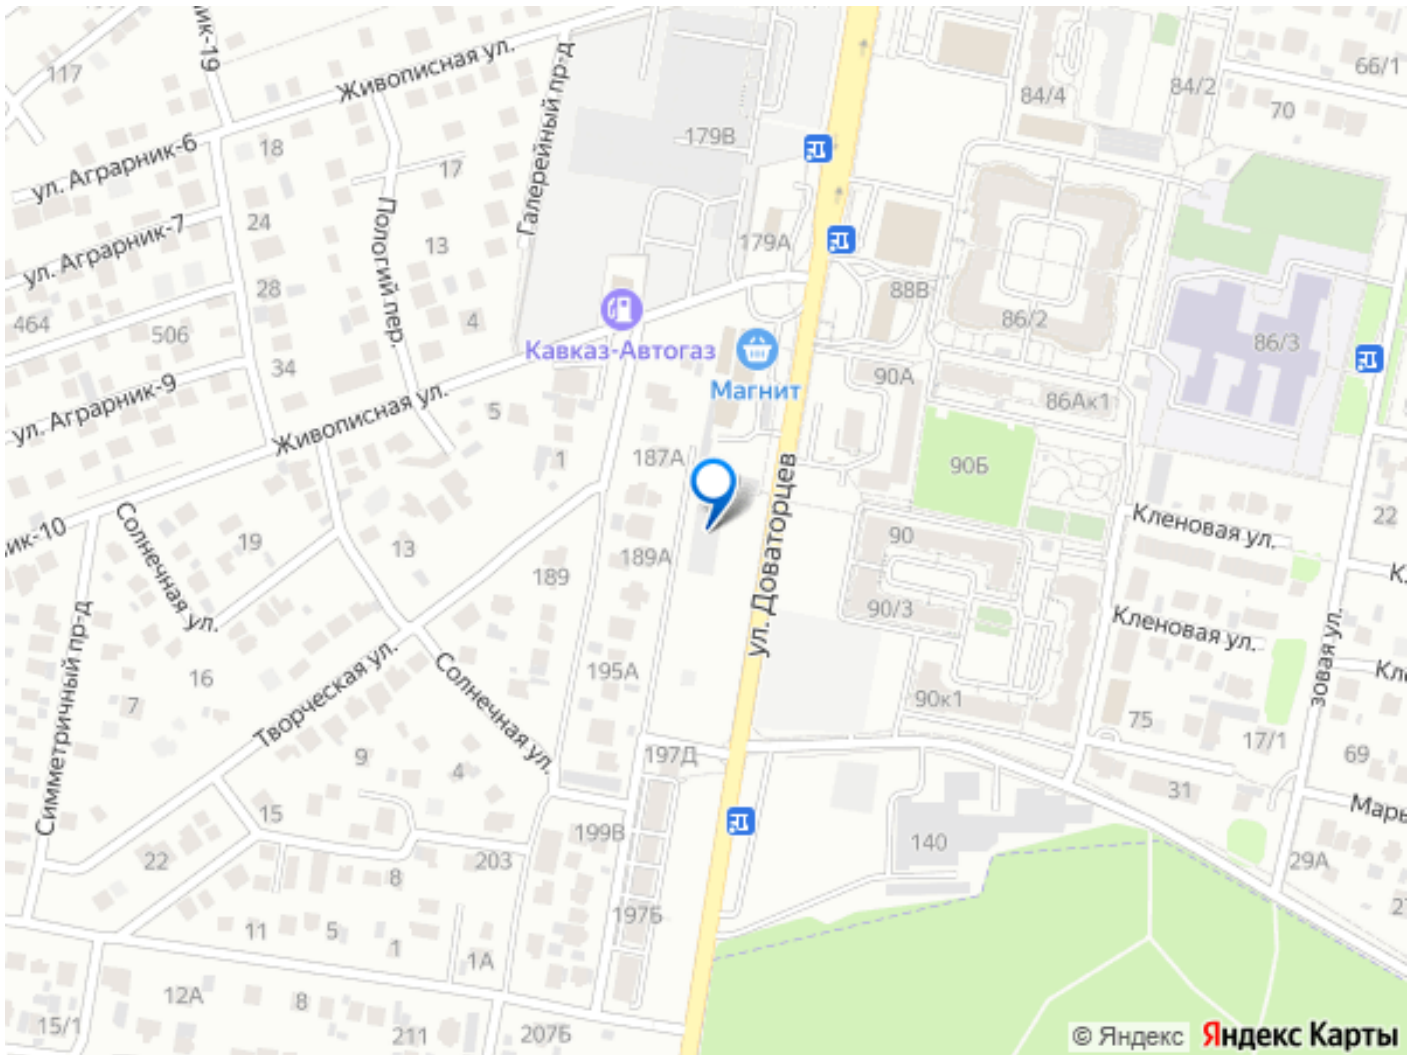 ик-19
117
Живописная ул.
Галерейный пр-д
84/4
84/2
66/1
70
179В
ул. Аграрник-6
18
17
ул. Аграрник-7
24
Пологий пер.
13
179А
28
88В
464
506
4
86/2
86/3
Кавказ-Автогаз
34
Магнит
90А
86Ак1
ул. Аграрник-9
Живописная ул.
5
1
187А
90Б
ул. Доваторцев
ик-10
Солнечная ул.
19
13
189А
189
90
Кленовая ул.
22
К
90/3
Кленовая ул.
зовая ул.
Симметричный пр-д
16
7
Творческая ул.
Солнечная ул.
195А
90к1
75
17/1
Кле
69
9
4
197Д
31
Марь
15
22
199В
203
140
29А
8
197Б
11
5
1
1А
27
12А
8
15/1
211
207Б
© Яндекс Яндекс Карты